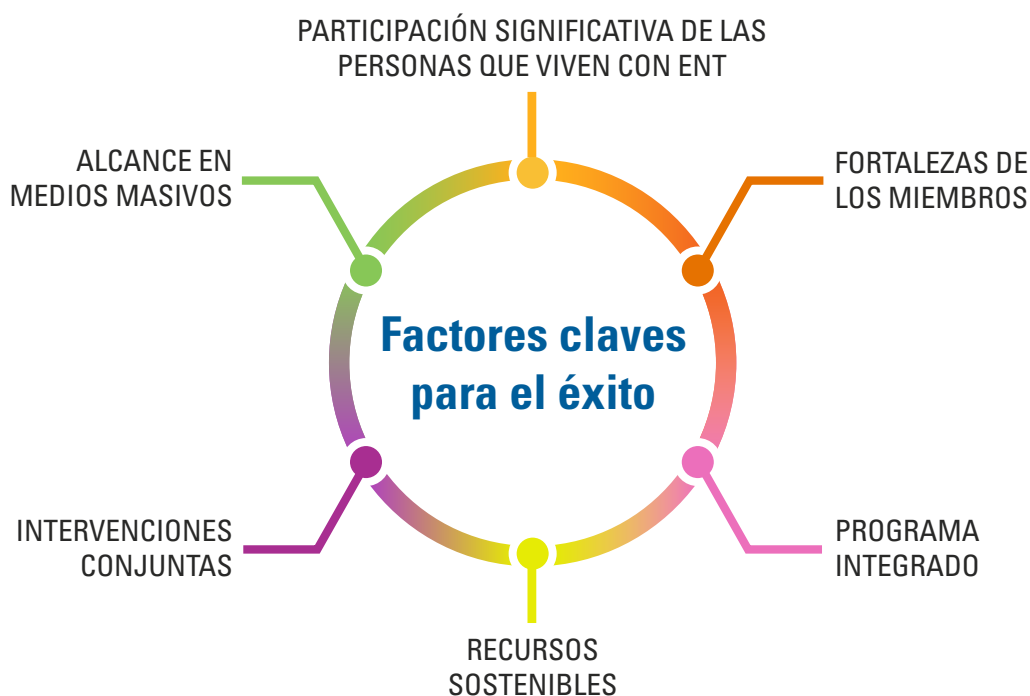 PARTICIPACIÓN SIGNIFICATIVA DE LAS
PERSONAS QUE VIVEN CON ENT
ALCANCE EN
MEDIOS MASIVOS
FORTALEZAS DE
LOS MIEMBROS
Factores claves
para el éxito
INTERVENCIONES
CONJUNTAS
PROGRAMA
INTEGRADO
RECURSOS
SOSTENIBLES